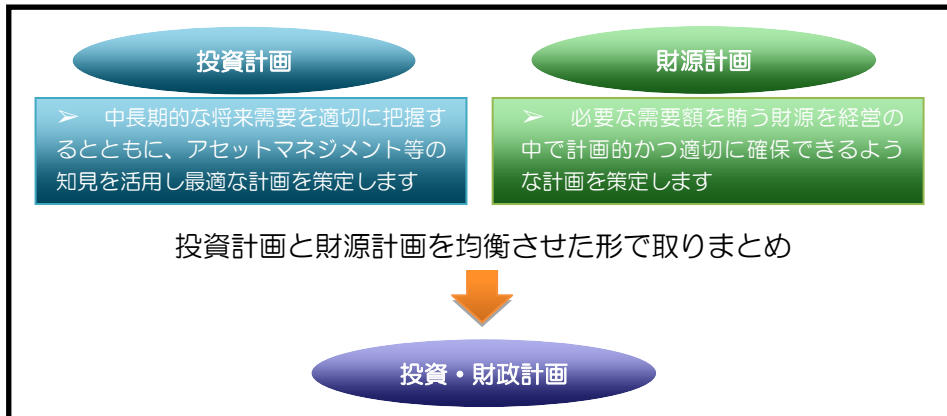 投資計画
➢ 中長期的な将来需要を適切に把握す
るとともに、アセットマネジメント等の
知見を活用し最適な計画を策定します
財源計画
➢ 必要な需要額を賄う財源を経営の
中で計画的かつ適切に確保できるよう
な計画を策定します
投資計画と財源計画を均衡させた形で取りまとめ
投資・財政計画